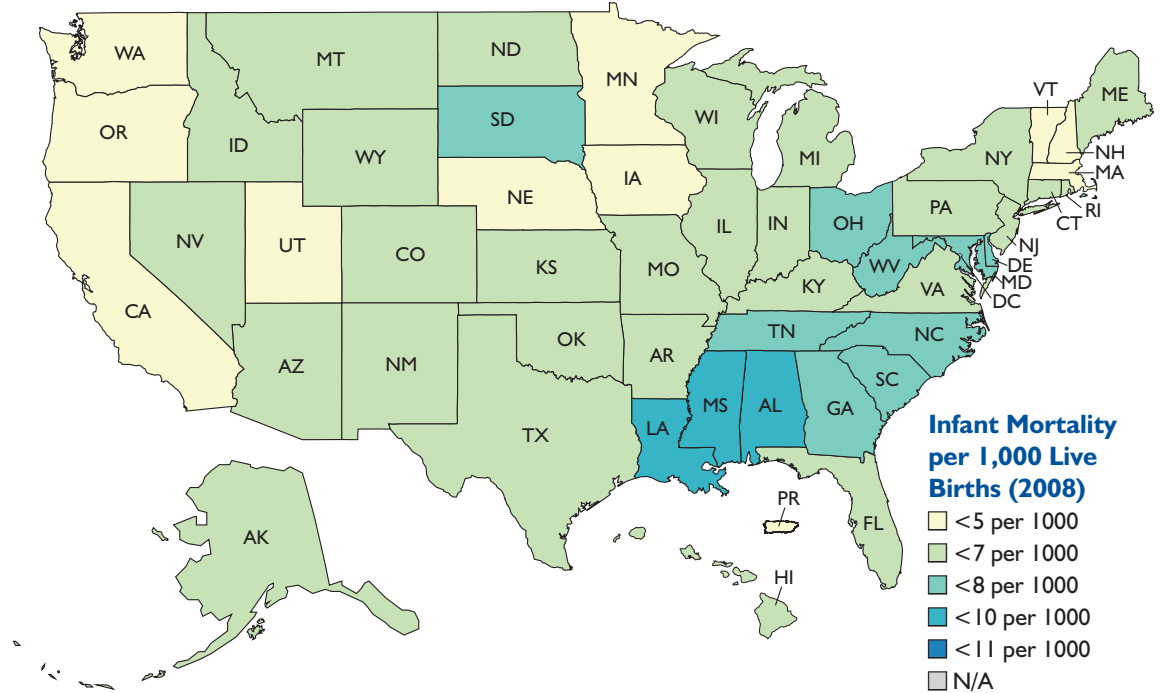 WA
MT
ND
MN
VT
ME
OR
ID
SD
WI
NH
WY
MI
NY
MA
NE
IA
RI
PA
CT
NV
UT
IL
IN
OH
NJ
CO
KS
MO
WV
DE
MD
CA
KY
VA
DC
OK
TN
NC
AZ
NM
AR
SC
MS
AL
GA
LA
TX
Infant Mortality
per 1,000 Live
Births (2008)
PR
FL
<5 per 1000
AK
<7 per 1000
HI
<8 per 1000
<10 per 1000
<11 per 1000
N/A